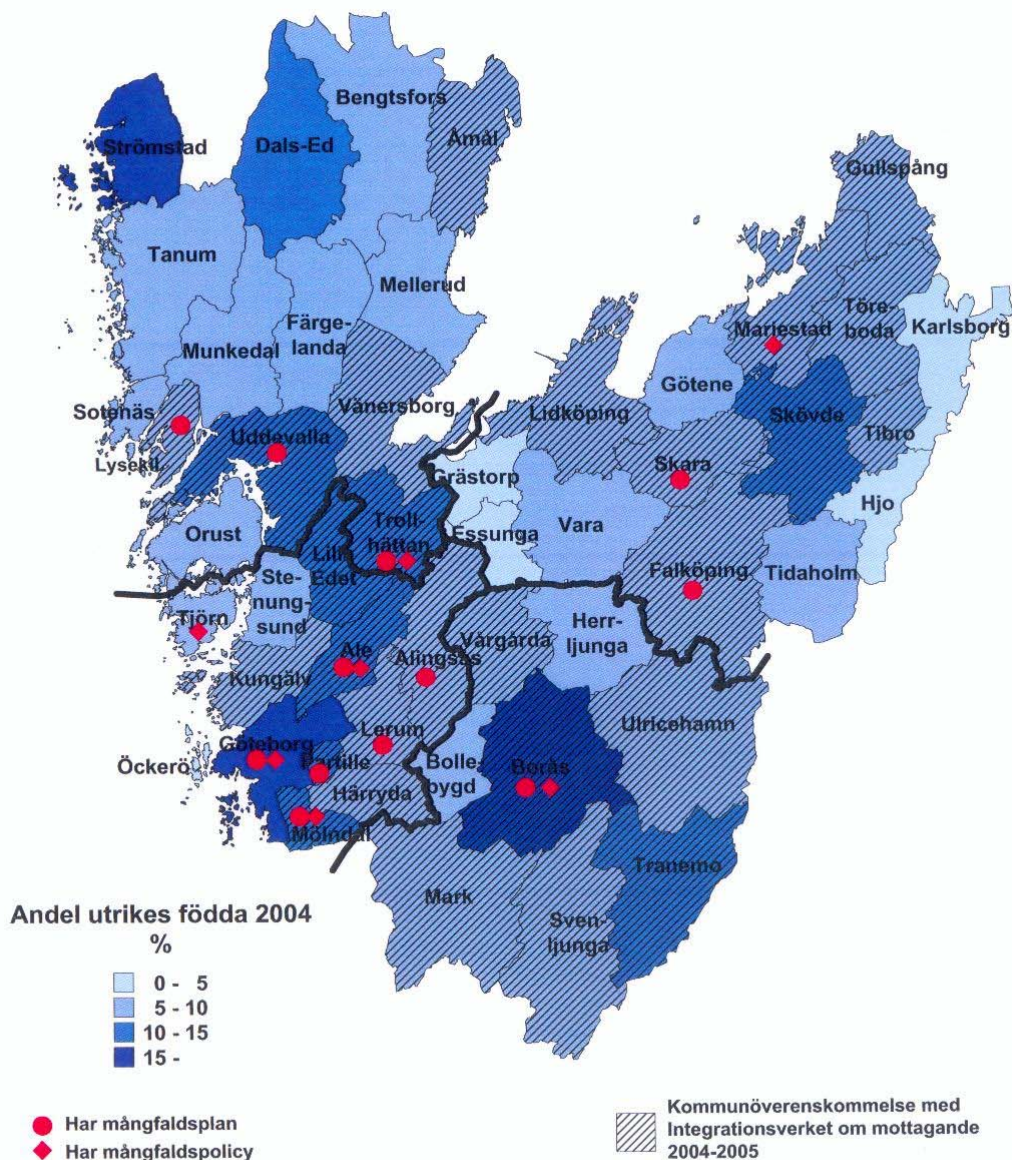 Bengtsfors
Åmål
Strömstad
Dals-Ed
Gullspång
Tanum
Mellerud
Töre-
boda
Karlsborg
Färge-
landa
Mariestad
Munkedal
Götene
Sotenäs
Vänersborg
Lidköping
Skövde
Tibro
Uddevalla
Lysekil
Skara
Grästorp
Hjo
Orust
Troll-
hättan
Essunga
Vara
Lilla
Edet
Falköping
Tidaholm
Ste-
nung-
sund
Tjörn
Vårgårda
Herr-
ljunga
Ale
Alingsås
Kungälv
Ulricehamn
Lerum
Göteborg
Öckerö
Partille
Bolle-
bygd
Borås
Härryda
Mölndal
Tranemo
Mark
Sven-
ljunga
Andel utrikes födda 2004
%
0 - 5
5 - 10
10 - 15
15 -
Har mångfaldsplan
Har mångfaldspolicy
Kommunöverenskommelse med
Integrationsverket om mottagande
2004-2005